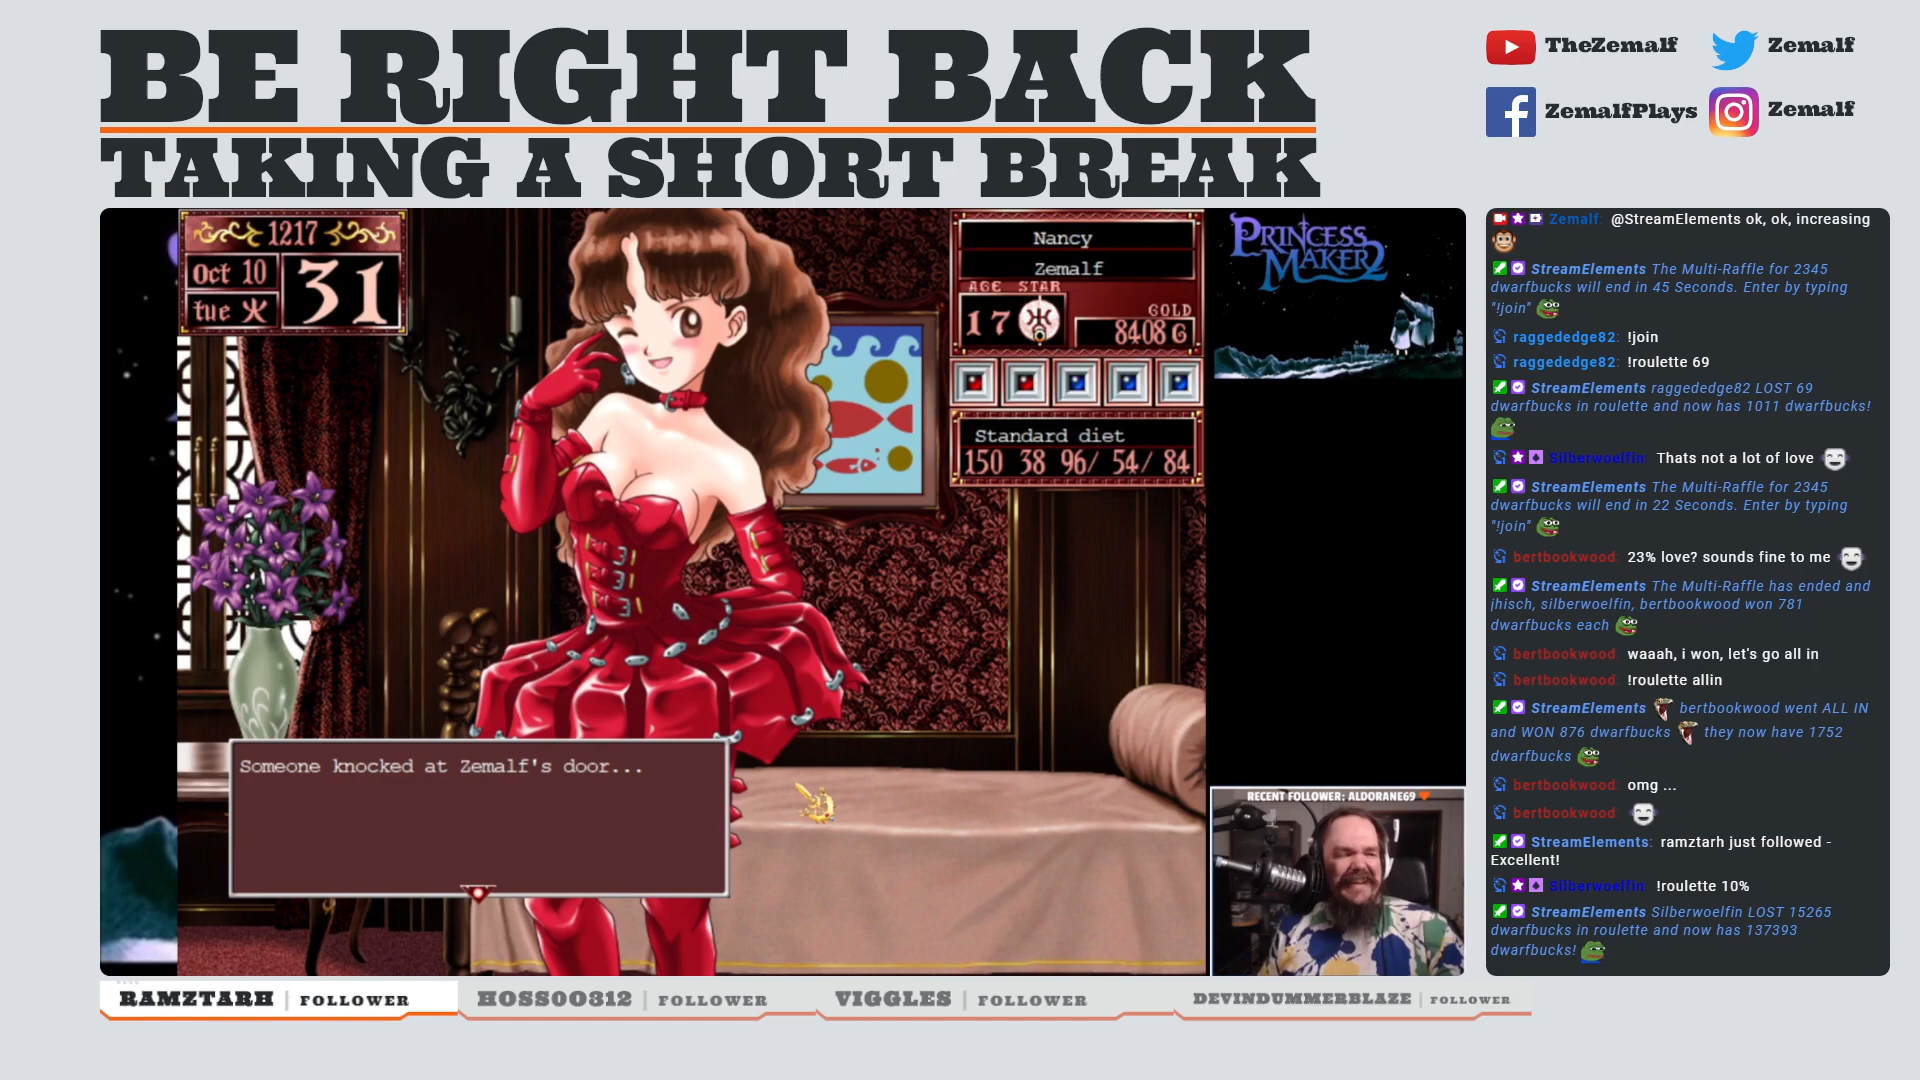 BE RIGHT BACK
TAKING A SHORT BREAK
TheZemalf
Zemalf
ZemalfPlays
Zemalf
1217
Oct 10
31
tue 火
Nancy
Zemalf
AGE STAR
17
GOLD
8408 G
Standard diet
150 38 96/ 54/ 84
PRINCESS
MAKER2
Someone knocked at Zemalf's door...
RECENT FOLLOWER: ALDORANE69
Zemalf: @StreamElements ok, ok, increasing
StreamElements The Multi-Raffle for 2345
dwarfbucks will end in 45 Seconds. Enter by typing
"!join"
raggededge82: !join
raggededge82: !roulette 69
StreamElements raggededge82 LOST 69
dwarfbucks in roulette and now has 1011 dwarfbucks!
Silberwoelfin: Thats not a lot of love
StreamElements The Multi-Raffle for 2345
dwarfbucks will end in 22 Seconds. Enter by typing
"!join"
bertbookwood: 23% love? sounds fine to me
StreamElements The Multi-Raffle has ended and
jhisch, silberwoelfin, bertbookwood won 781
dwarfbucks each
bertbookwood: waaah, i won, let's go all in
bertbookwood: !roulette allin
StreamElements bertbookwood went ALL IN
and WON 876 dwarfbucks they now have 1752
dwarfbucks
bertbookwood: omg ...
bertbookwood:
StreamElements: ramztarh just followed -
Excellent!
Silberwoelfin: !roulette 10%
StreamElements Silberwoelfin LOST 15265
dwarfbucks in roulette and now has 137393
dwarfbucks!
RAMZTARH | FOLLOWER
HOSSOO312 | FOLLOWER
VIGGLES | FOLLOWER
DEVINDUMMERBLAZE | FOLLOWER